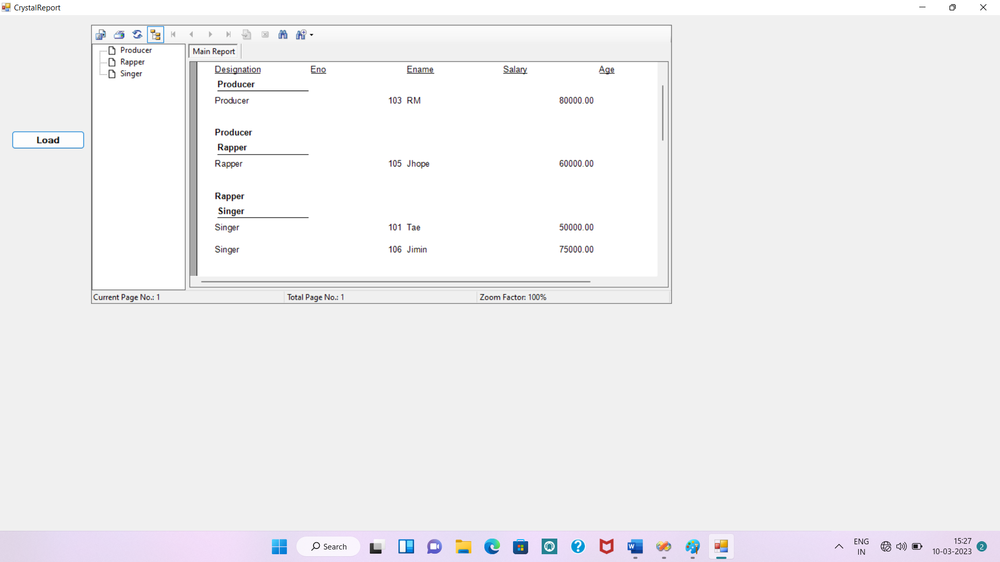 CrystalReport
Producer
Rapper
Singer
Main Report
Designation Eno Ename Salary Age
Producer
Producer 103 RM 80000.00
Producer
Rapper
Rapper 105 Jhope 60000.00
Rapper
Singer
Singer 101 Tae 50000.00
Singer 106 Jimin 75000.00
Load
Current Page No.: 1 Total Page No.: 1 Zoom Factor: 100%
Search
ENG
IN
15:27
10-03-2023
2